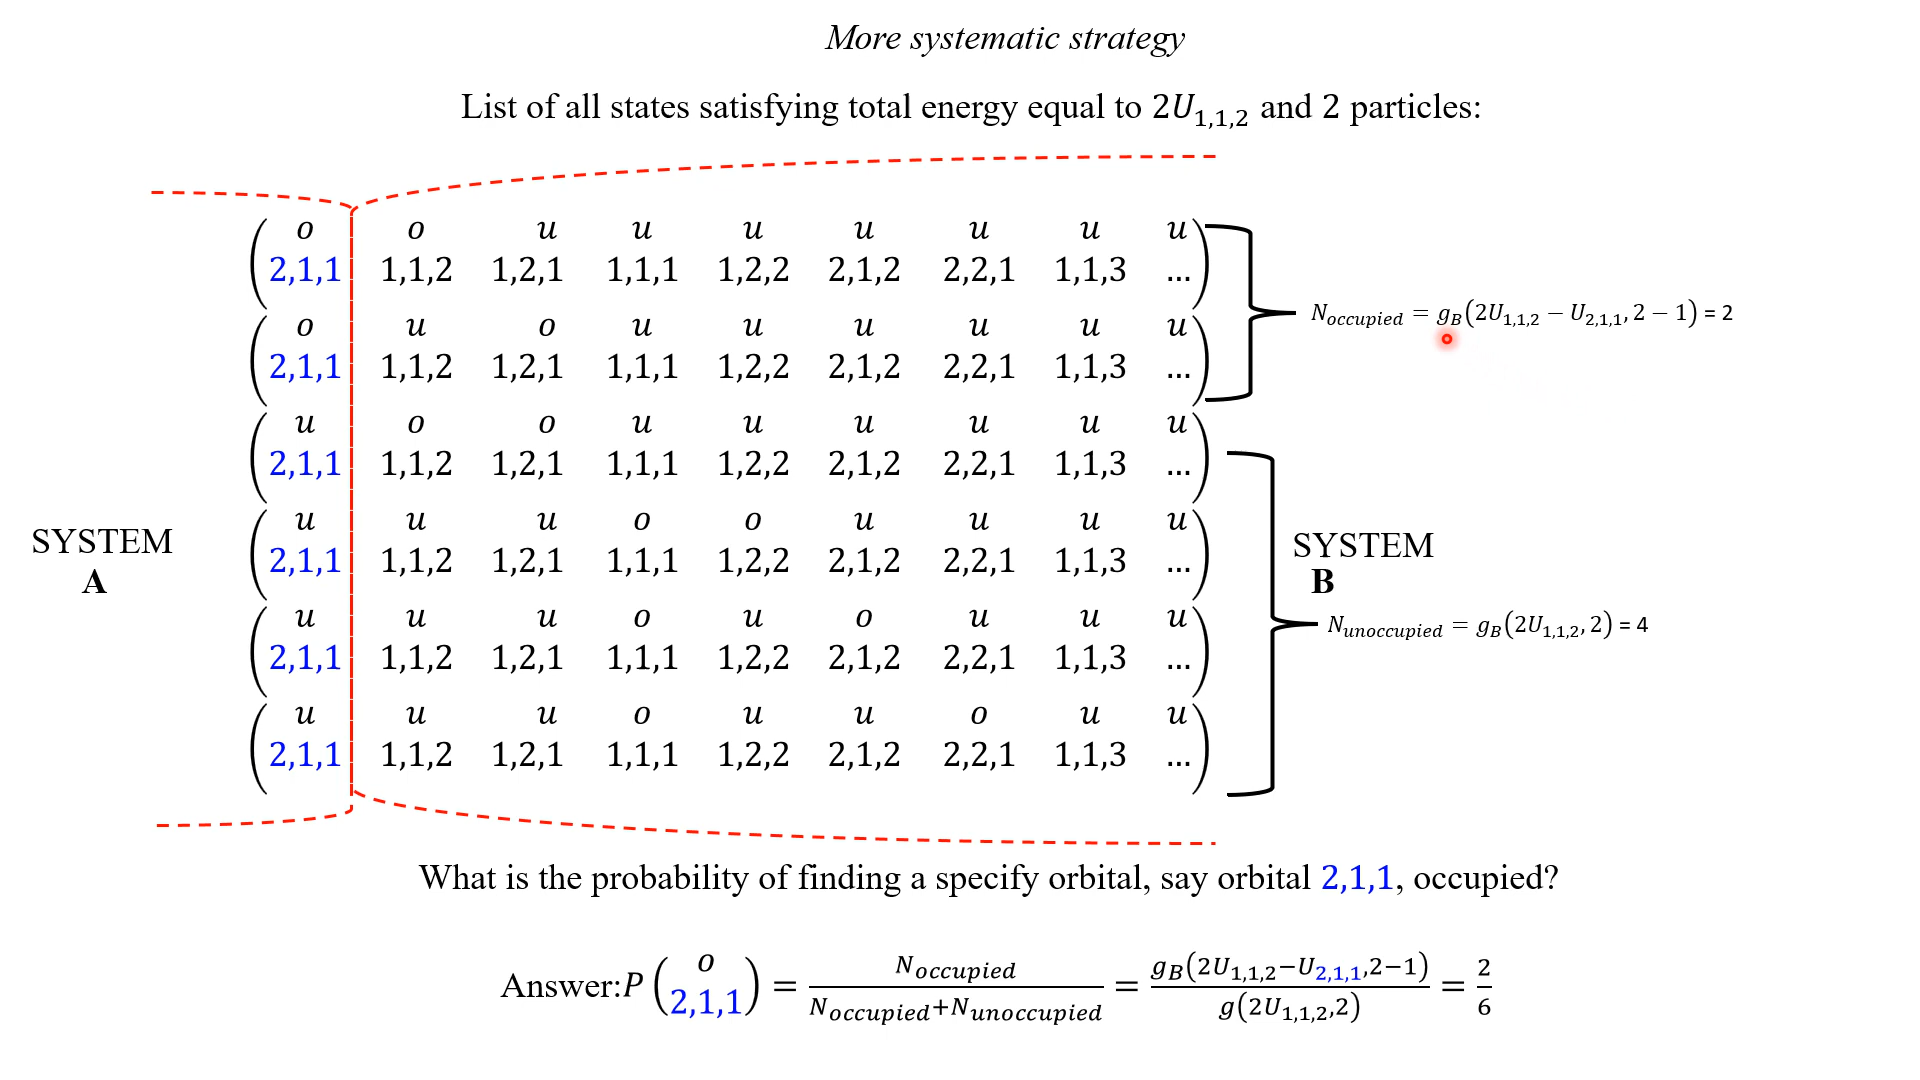 More systematic strategy
List of all states satisfying total energy equal to 2U₁,₁,₂ and 2 particles:
o o u u u u u u u
2,1,1 1,1,2 1,2,1 1,1,1 1,2,2 2,1,2 2,2,1 1,1,3 ...
N_occupied = g_B(2U₁,₁,₂ − U₂,₁,₁, 2 − 1) = 2
o u o u u u u u u
2,1,1 1,1,2 1,2,1 1,1,1 1,2,2 2,1,2 2,2,1 1,1,3 ...
u o o u u u u u u
2,1,1 1,1,2 1,2,1 1,1,1 1,2,2 2,1,2 2,2,1 1,1,3 ...
u u u o o u u u u
2,1,1 1,1,2 1,2,1 1,1,1 1,2,2 2,1,2 2,2,1 1,1,3 ...
SYSTEM
A
SYSTEM
B
u u u o u o u u u
2,1,1 1,1,2 1,2,1 1,1,1 1,2,2 2,1,2 2,2,1 1,1,3 ...
N_unoccupied = g_B(2U₁,₁,₂, 2) = 4
u u u o u u o u u
2,1,1 1,1,2 1,2,1 1,1,1 1,2,2 2,1,2 2,2,1 1,1,3 ...
What is the probability of finding a specify orbital, say orbital 2,1,1, occupied?
Answer: P(o 2,1,1) = N_occupied / (N_occupied+N_unoccupied) = g_B(2U₁,₁,₂−U₂,₁,₁,2−1) / g(2U₁,₁,₂,2) = 2/6